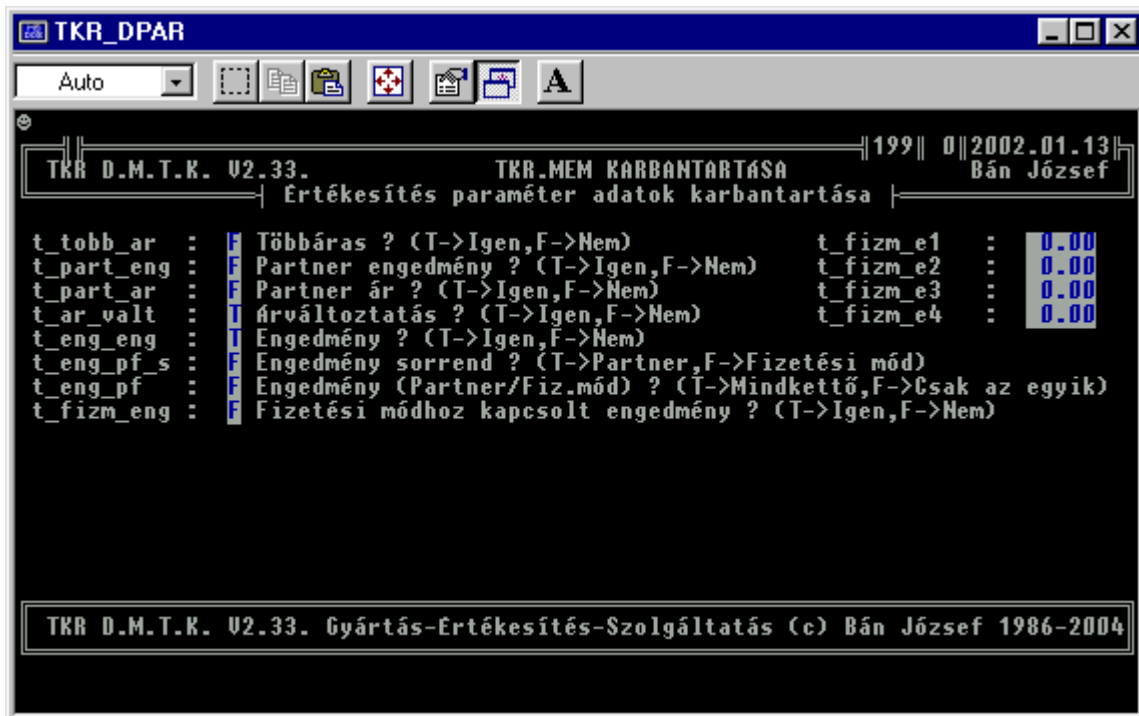 TKR_DPAR
Auto
A
199 0 2002.01.13
TKR D.M.T.K. V2.33. TKR.MEM KARBANTARTáSA Bán József
Értékesítés paraméter adatok karbantartása
t_tobb_ar : F Többáras ? (T->Igen,F->Nem) t_fizm_e1 : 0.00
t_part_eng : F Partner engedmény ? (T->Igen,F->Nem) t_fizm_e2 : 0.00
t_part_ar : F Partner ár ? (T->Igen,F->Nem) t_fizm_e3 : 0.00
t_ar_valt : T Árváltoztatás ? (T->Igen,F->Nem) t_fizm_e4 : 0.00
t_eng_eng : T Engedmény ? (T->Igen,F->Nem)
t_eng_pf_s : F Engedmény sorrend ? (T->Partner,F->Fizetési mód)
t_eng_pf : F Engedmény (Partner/Fiz.mód) ? (T->Mindkettő,F->Csak az egyik)
t_fizm_eng : F Fizetési módhoz kapcsolt engedmény ? (T->Igen,F->Nem)
TKR D.M.T.K. V2.33. Gyártás-Értékesítés-Szolgáltatás (c) Bán József 1986-2004